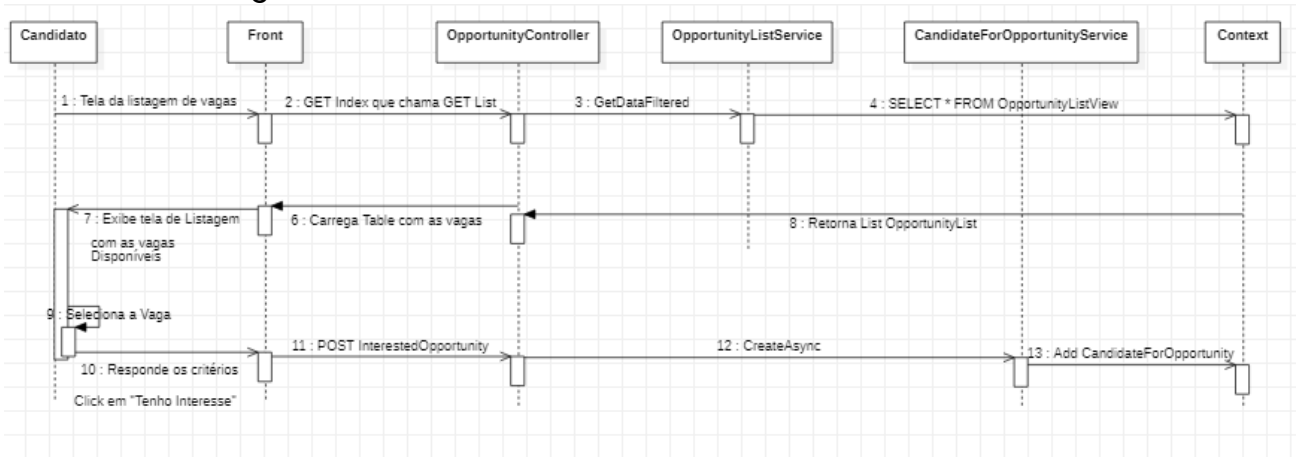 Candidato
Front
OpportunityController
OpportunityListService
CandidateForOpportunityService
Context
1 : Tela da listagem de vagas
2 : GET Index que chama GET List
3 : GetDataFiltered
4 : SELECT * FROM OpportunityListView
7 : Exibe tela de Listagem
com as vagas
Disponíveis
6 : Carrega Table com as vagas
8 : Retorna List OpportunityList
9 : Seleciona a Vaga
10 : Responde os critérios
Click em "Tenho Interesse"
11 : POST InterestedOpportunity
12 : CreateAsync
13 : Add CandidateForOpportunity